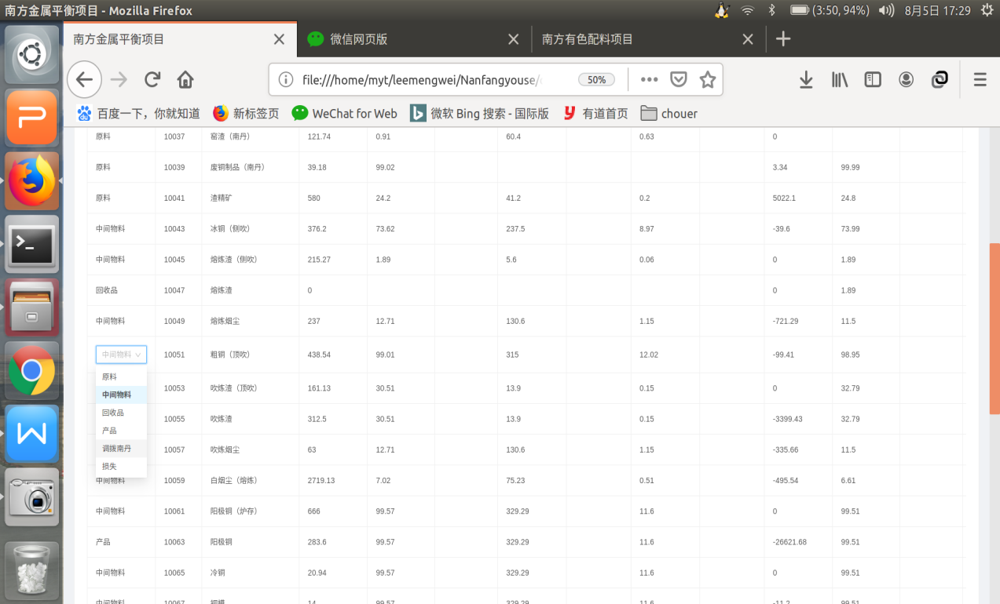 南方金属平衡项目 - Mozilla Firefox
(3:50, 94%) 8月5日 17:29
南方金属平衡项目 微信网页版 南方有色配料项目
file:///home/myt/leemengwei/Nanfangyouse/ 50%
百度一下，你就知道 新标签页 WeChat for Web 微软 Bing 搜索 - 国际版 有道首页 chouer
原料 10037 窑渣（南丹） 121.74 0.91 60.4 0.63 0
原料 10039 废铜制品（南丹） 39.18 99.02 3.34 99.99
原料 10041 渣精矿 580 24.2 41.2 0.2 5022.1 24.8
中间物料 10043 冰铜（侧吹） 376.2 73.62 237.5 8.97 -39.6 73.99
中间物料 10045 熔炼渣（侧吹） 215.27 1.89 5.6 0.06 0 1.89
回收品 10047 熔炼渣 0 0 1.89
中间物料 10049 熔炼烟尘 237 12.71 130.6 1.15 -721.29 11.5
中间物料 10051 粗铜（顶吹） 438.54 99.01 315 12.02 -99.41 98.95
原料
中间物料
回收品
产品
调拨南丹
损失
10053 吹炼渣（顶吹） 161.13 30.51 13.9 0.15 0 32.79
10055 吹炼渣 312.5 30.51 13.9 0.15 -3399.43 32.79
10057 吹炼烟尘 63 12.71 130.6 1.15 -335.66 11.5
中间物料 10059 白烟尘（熔炼） 2719.13 7.02 75.23 0.51 -495.54 6.61
中间物料 10061 阳极铜（炉存） 666 99.57 329.29 11.6 0 99.51
产品 10063 阳极铜 283.6 99.57 329.29 11.6 -26621.68 99.51
中间物料 10065 冷铜 20.94 99.57 329.29 11.6 0 99.51
中间物料 10067 14 99.57 329.29 11.6 -11.2 99.51